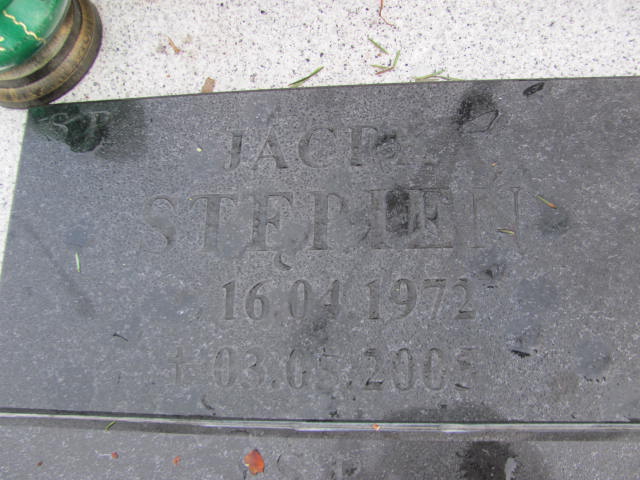 Ś.P.
JACEK
STĘPIEŃ
16.04.1972
† 03.05.2005